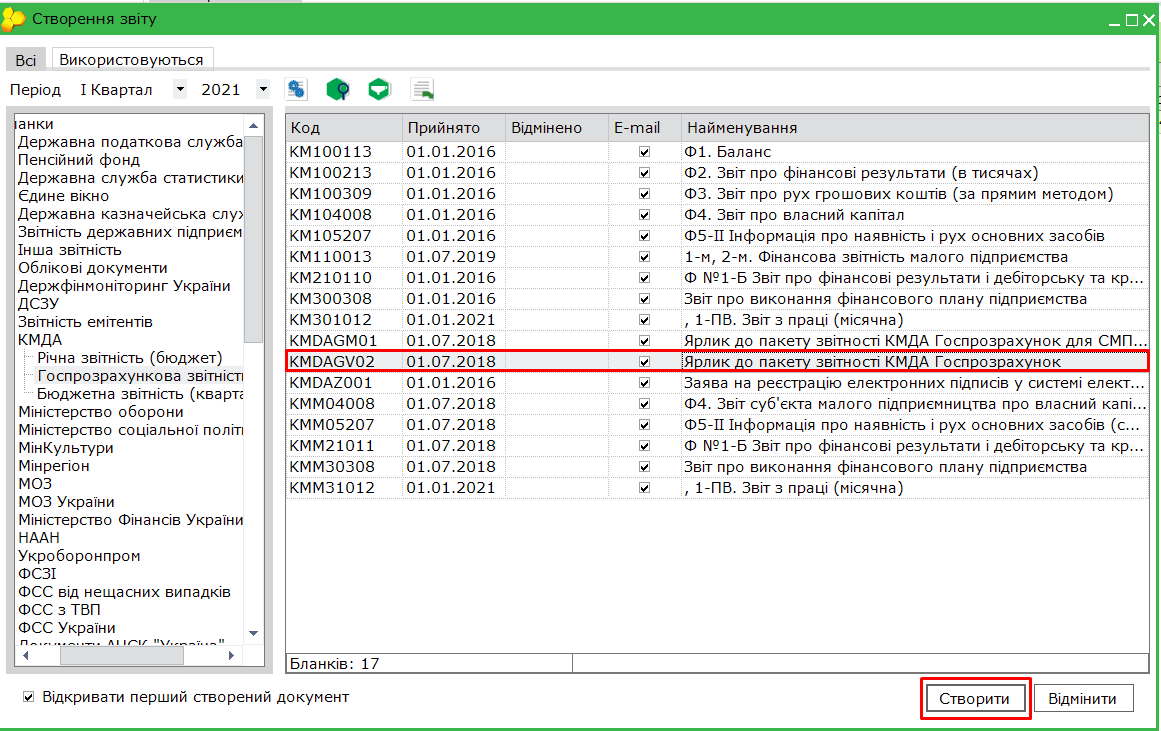 Створення звіту
Всі
Використовуються
Період І Квартал 2021
анки
Державна податкова служба
Пенсійний фонд
Державна служба статистики
Єдине вікно
Державна казначейська служ
Звітність державних підприєм
Інша звітність
Облікові документи
Держфінмоніторинг України
ДСЗУ
Звітність емітентів
КМДА
Річна звітність (бюджет)
Госпрозрахункова звітність
Бюджетна звітність (кварта
Міністерство оборони
Міністерство соціальної політи
МінКультури
Мінрегіон
МОЗ
МОЗ України
Міністерство Фінансів України
НААН
Укроборонпром
ФСЗІ
ФСС від нещасних випадків
ФСС з ТВП
ФСС України
Документи АЦСК "Україна"
Код Прийнято Відмінено E-mail Найменування
KM100113 01.01.2016 Ф1. Баланс
KM100213 01.01.2016 Ф2. Звіт про фінансові результати (в тисячах)
KM100309 01.01.2016 Ф3. Звіт про рух грошових коштів (за прямим методом)
KM104008 01.01.2016 Ф4. Звіт про власний капітал
KM105207 01.01.2016 Ф5-ІІ Інформація про наявність і рух основних засобів
KM110013 01.07.2019 1-м, 2-м. Фінансова звітність малого підприємства
KM210110 01.01.2016 Ф №1-Б Звіт про фінансові результати і дебіторську та кр...
KM300308 01.01.2016 Звіт про виконання фінансового плану підприємства
KM301012 01.01.2021 , 1-ПВ. Звіт з праці (місячна)
KMDAGM01 01.07.2018 Ярлик до пакету звітності КМДА Госпрозрахунок для СМП...
KMDAGV02 01.07.2018 Ярлик до пакету звітності КМДА Госпрозрахунок
KMDAZ001 01.01.2016 Заява на реєстрацію електронних підписів у системі елект...
KMM04008 01.07.2018 Ф4. Звіт суб'єкта малого підприємництва про власний капі...
KMM05207 01.07.2018 Ф5-ІІ Інформація про наявність і рух основних засобів (с...
KMM21011 01.07.2018 Ф №1-Б Звіт про фінансові результати і дебіторську та кр...
KMM30308 01.07.2018 Звіт про виконання фінансового плану підприємства
KMM31012 01.01.2021 , 1-ПВ. Звіт з праці (місячна)
Бланків: 17
Відкривати перший створений документ
Створити
Відмінити